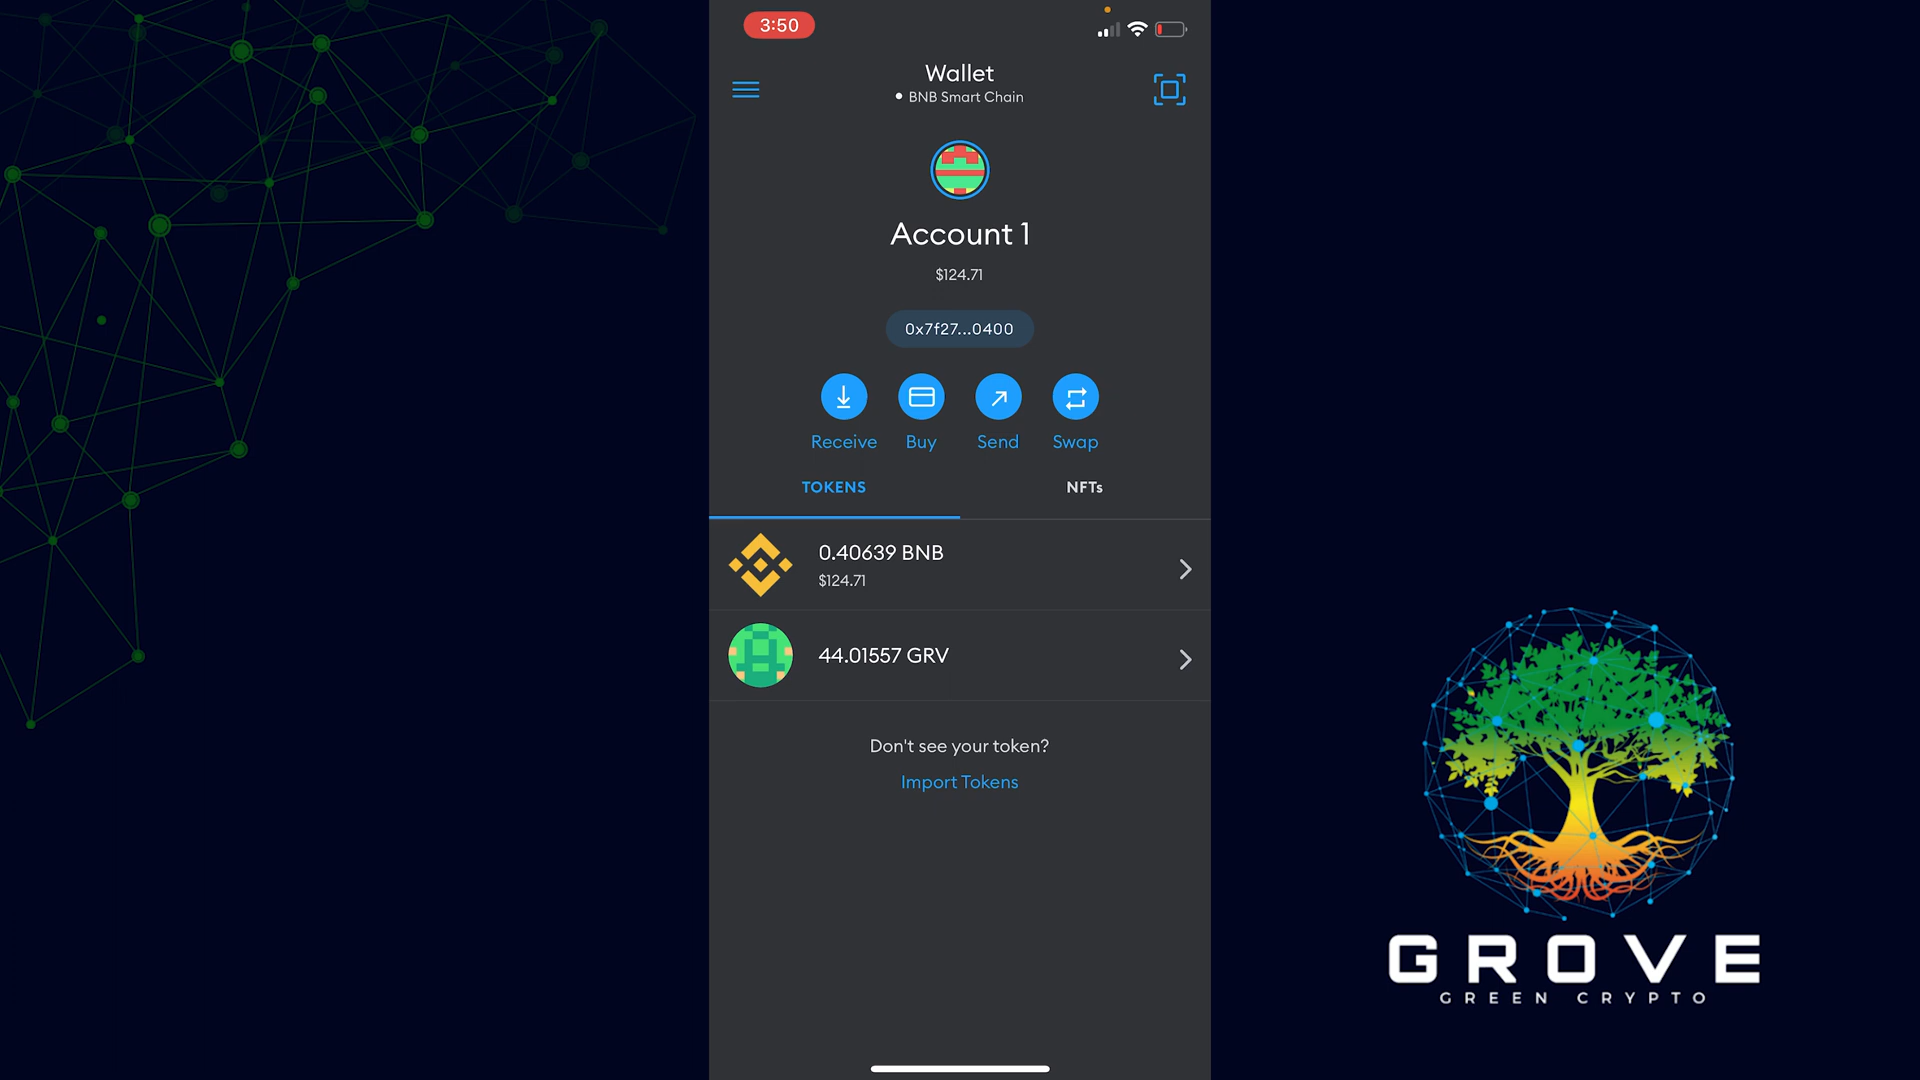 3:50
Wallet
BNB Smart Chain
Account 1
$124.71
0x7f27...0400
Receive Buy Send Swap
TOKENS NFTs
0.40639 BNB
$124.71
44.01557 GRV
Don't see your token?
Import Tokens
GROVE
GREEN CRYPTO